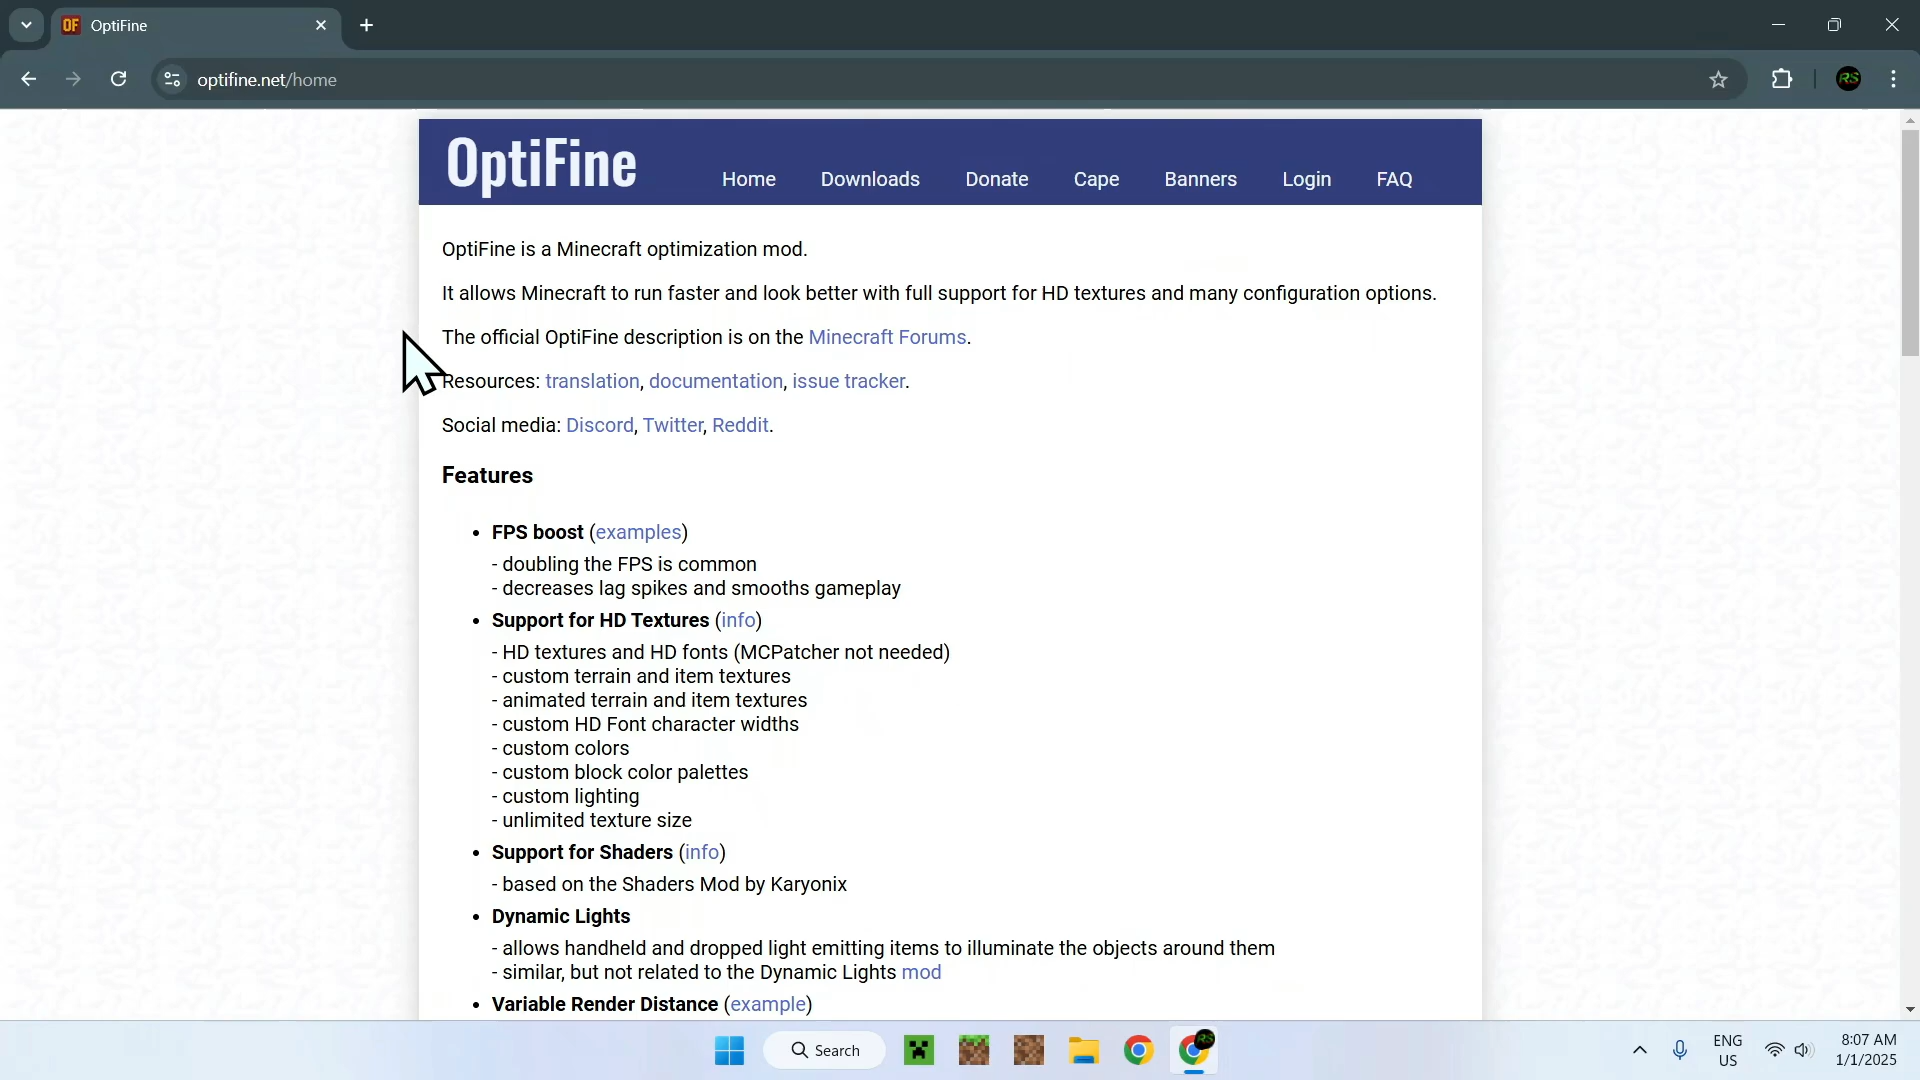 OF OptiFine
optifine.net/home
RS
OptiFine
Home Downloads Donate Cape Banners Login FAQ
OptiFine is a Minecraft optimization mod.
It allows Minecraft to run faster and look better with full support for HD textures and many configuration options.
The official OptiFine description is on the Minecraft Forums.
Resources: translation, documentation, issue tracker.
Social media: Discord, Twitter, Reddit.
Features
• FPS boost (examples)
- doubling the FPS is common
- decreases lag spikes and smooths gameplay
• Support for HD Textures (info)
- HD textures and HD fonts (MCPatcher not needed)
- custom terrain and item textures
- animated terrain and item textures
- custom HD Font character widths
- custom colors
- custom block color palettes
- custom lighting
- unlimited texture size
• Support for Shaders (info)
- based on the Shaders Mod by Karyonix
• Dynamic Lights
- allows handheld and dropped light emitting items to illuminate the objects around them
- similar, but not related to the Dynamic Lights mod
• Variable Render Distance (example)
Search
RS
ENG
US
8:07 AM
1/1/2025